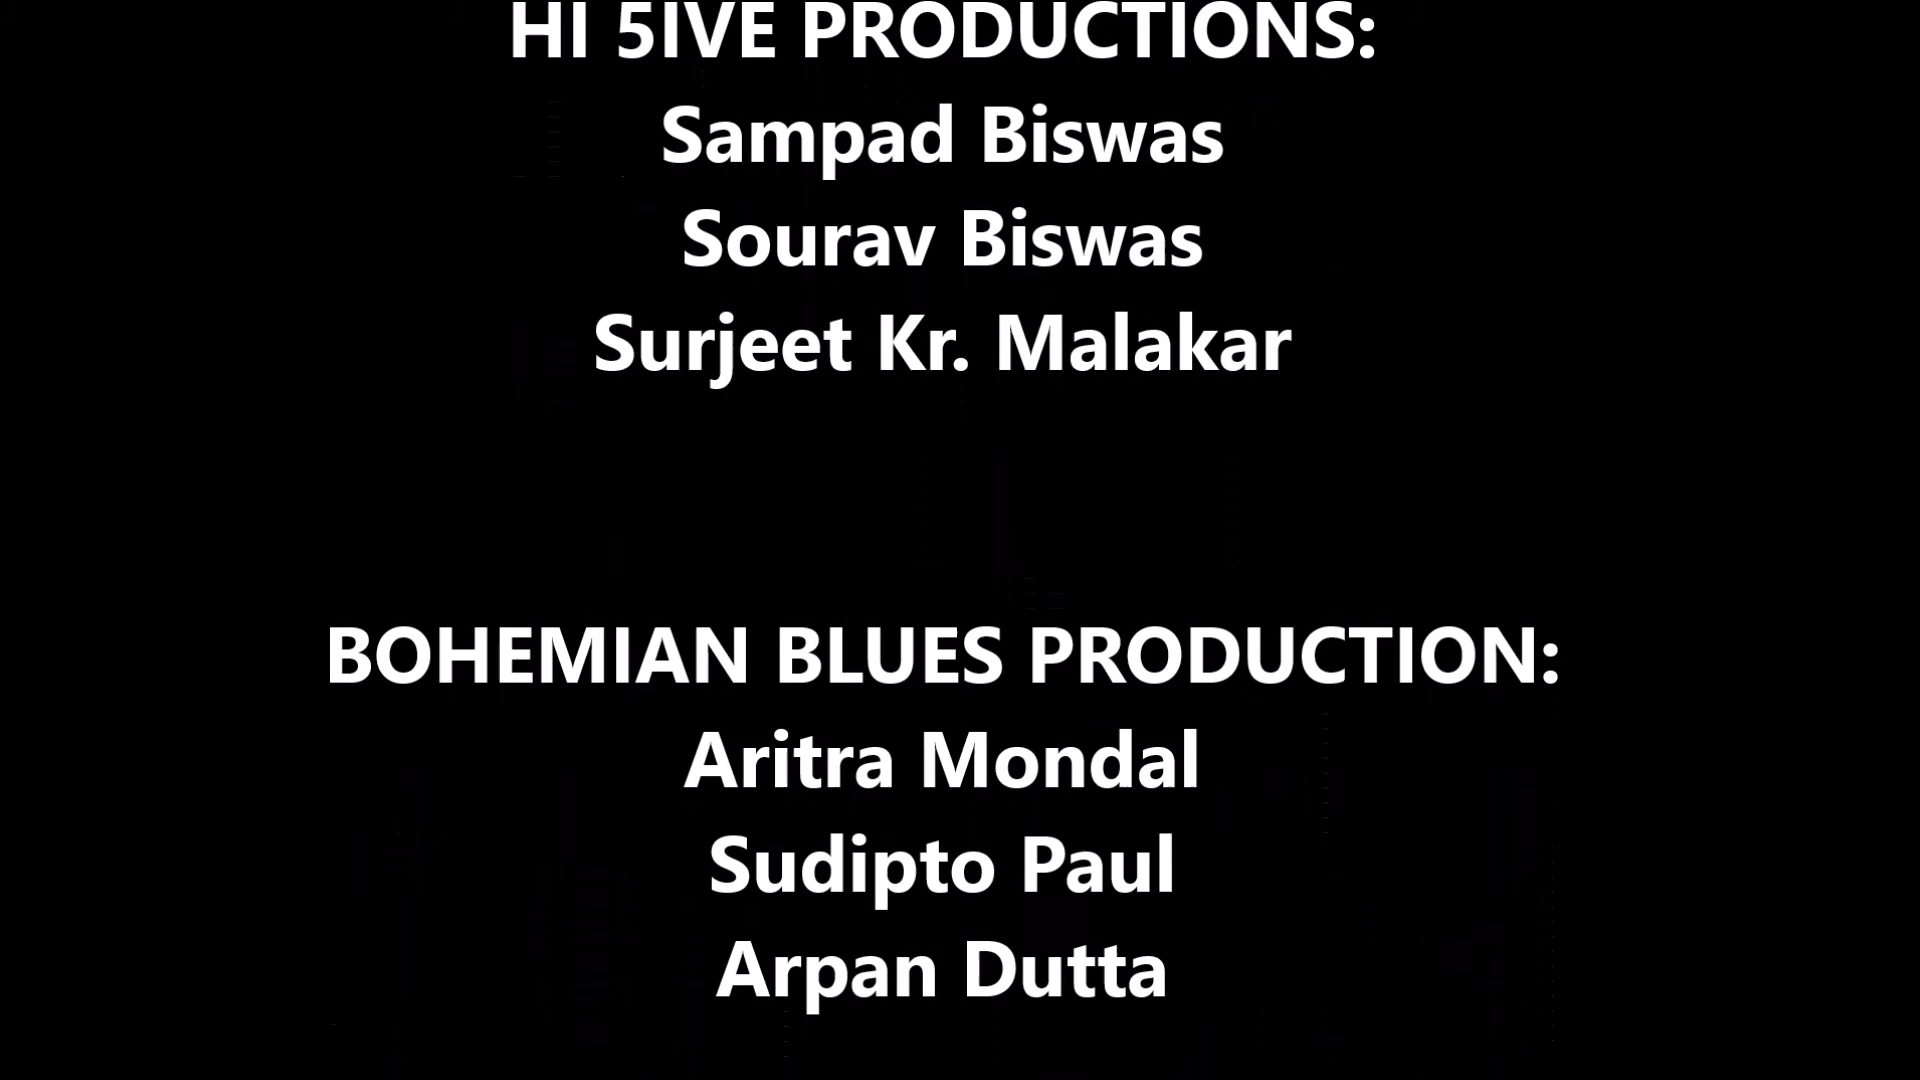 HI 5IVE PRODUCTIONS:
Sampad Biswas
Sourav Biswas
Surjeet Kr. Malakar
BOHEMIAN BLUES PRODUCTION:
Aritra Mondal
Sudipto Paul
Arpan Dutta